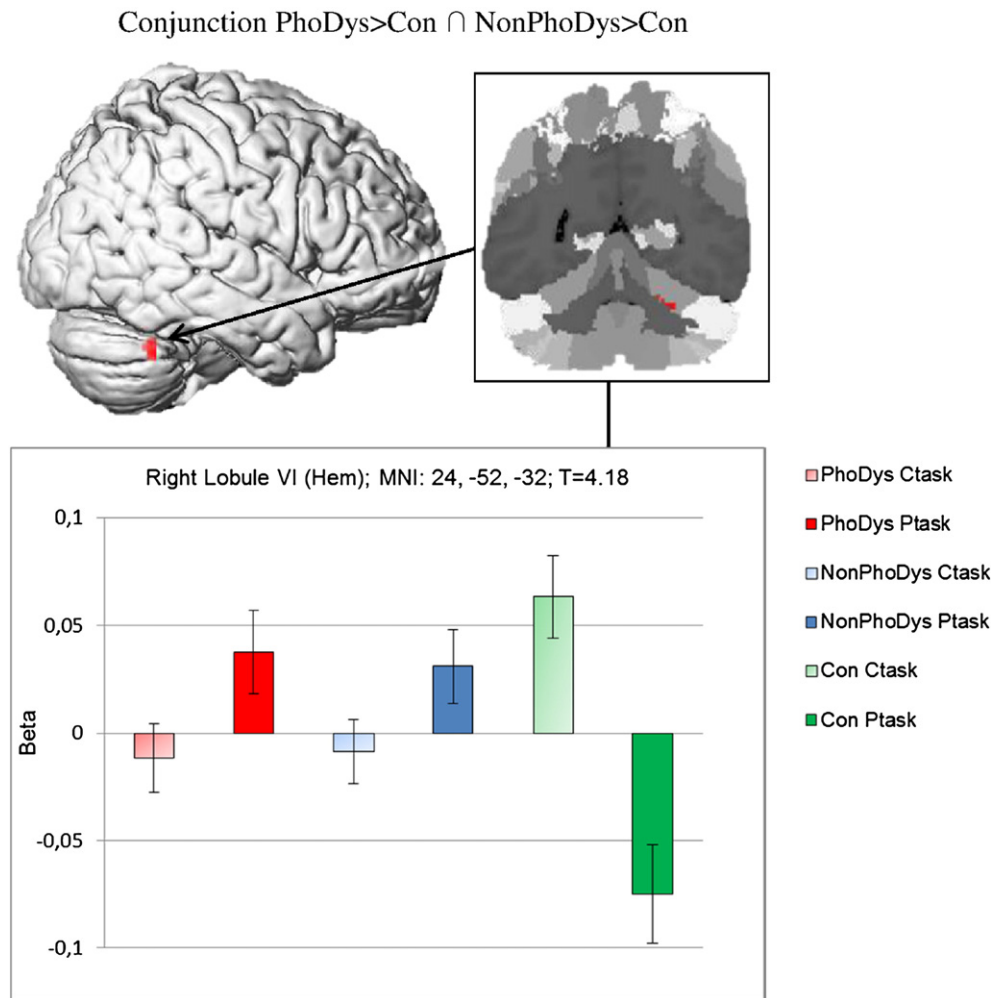 Conjunction PhoDys>Con ∩ NonPhoDys>Con
Right Lobule VI (Hem); MNI: 24, -52, -32; T=4.18
0,1
0,05
0
-0,05
-0,1
Beta
PhoDys Ctask
PhoDys Ptask
NonPhoDys Ctask
NonPhoDys Ptask
Con Ctask
Con Ptask